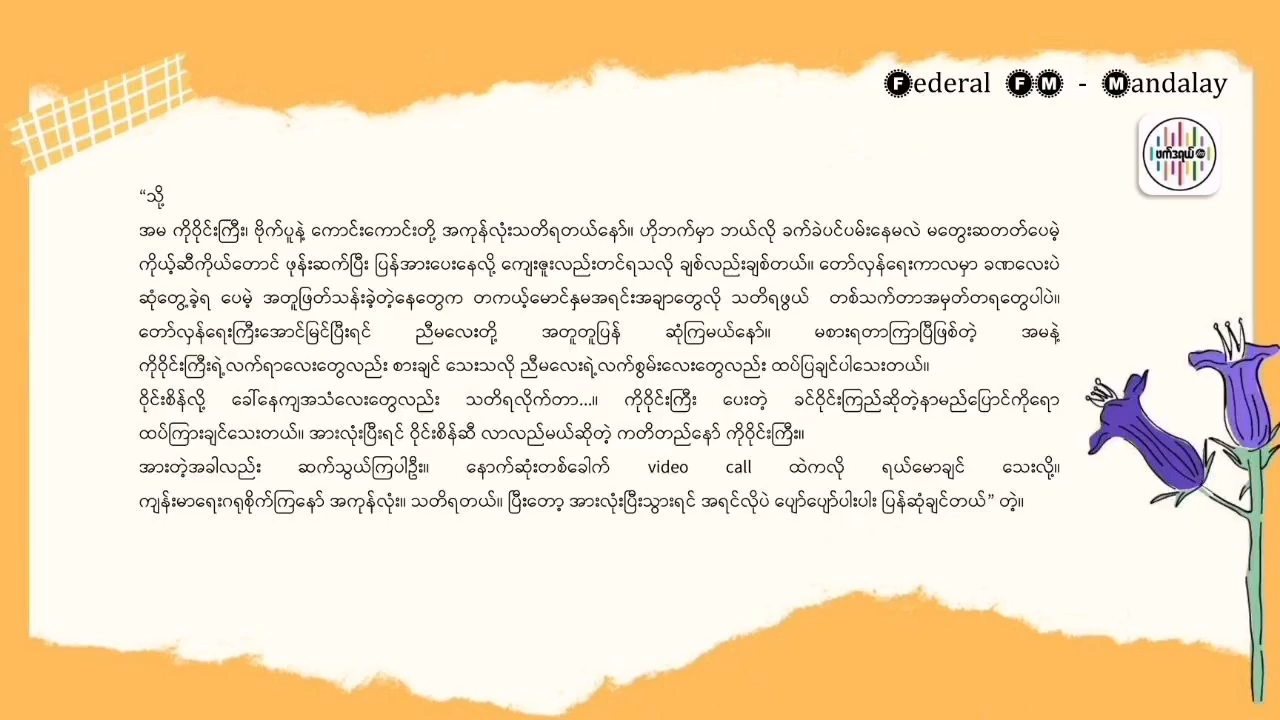 Federal FM - Mandalay
ဖက်ဒရယ်
“သို့
အမ ကိုဝိုင်းကြီး၊ ဗိုက်ပူနဲ့ ကောင်းကောင်းတို့ အကုန်လုံးသတိရတယ်နော်။ ဟိုဘက်မှာ ဘယ်လို ခက်ခဲပင်ပမ်းနေမလဲ မတွေးဆတတ်ပေမဲ့
ကိုယ့်ဆီကိုယ်တောင် ဖုန်းဆက်ပြီး ပြန်အားပေးနေလို့ ကျေးဇူးလည်းတင်ရသလို ချစ်လည်းချစ်တယ်။ တော်လှန်ရေးကာလမှာ ခဏလေးပဲ
ဆုံတွေ့ခဲ့ရ ပေမဲ့ အတူဖြတ်သန်းခဲ့တဲ့နေတွေက တကယ့်မောင်နှမအရင်းအချာတွေလို သတိရဖွယ် တစ်သက်တာအမှတ်တရတွေပါပဲ။
တော်လှန်ရေးကြီးအောင်မြင်ပြီးရင် ညီမလေးတို့ အတူတူပြန် ဆုံကြမယ်နော်။ မစားရတာကြာပြီဖြစ်တဲ့ အမနဲ့
ကိုဝိုင်းကြီးရဲ့လက်ရာလေးတွေလည်း စားချင် သေးသလို ညီမလေးရဲ့လက်စွမ်းလေးတွေလည်း ထပ်ပြချင်ပါသေးတယ်။
ဝိုင်းစိန်လို့ ခေါ်နေကျအသံလေးတွေလည်း သတိရလိုက်တာ...။ ကိုဝိုင်းကြီး ပေးတဲ့ ခင်ဝိုင်းကြည်ဆိုတဲ့နာမည်ပြောင်ကိုရော
ထပ်ကြားချင်သေးတယ်။ အားလုံးပြီးရင် ဝိုင်းစိန်ဆီ လာလည်မယ်ဆိုတဲ့ ကတိတည်နော် ကိုဝိုင်းကြီး။
အားတဲ့အခါလည်း ဆက်သွယ်ကြပါဦး။ နောက်ဆုံးတစ်ခေါက် video call ထဲကလို ရယ်မောချင် သေးလို့။
ကျန်းမာရေးဂရုစိုက်ကြနော် အကုန်လုံး။ သတိရတယ်။ ပြီးတော့ အားလုံးပြီးသွားရင် အရင်လိုပဲ ပျော်ပျော်ပါးပါး ပြန်ဆုံချင်တယ်” တဲ့။